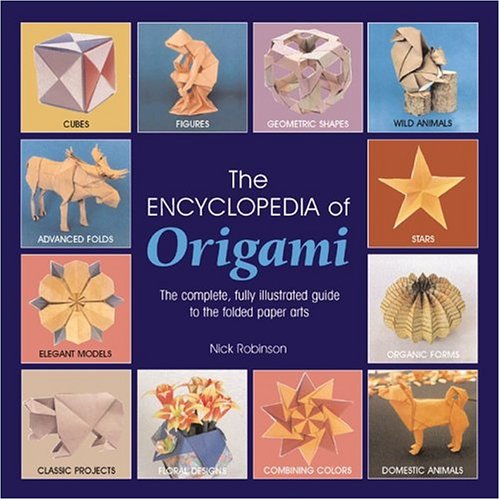 CUBES
FIGURES
GEOMETRIC SHAPES
WILD ANIMALS
The
ENCYCLOPEDIA of
Origami
ADVANCED FOLDS
STARS
The complete, fully illustrated guide
to the folded paper arts
Nick Robinson
ELEGANT MODELS
ORGANIC FORMS
CLASSIC PROJECTS
FLORAL DESIGNS
COMBINING COLORS
DOMESTIC ANIMALS